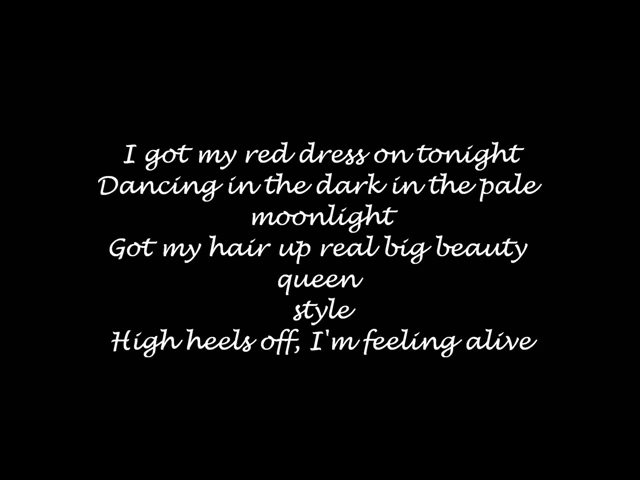 I got my red dress on tonight
Dancing in the dark in the pale
moonlight
Got my hair up real big beauty
queen
style
High heels off, I'm feeling alive